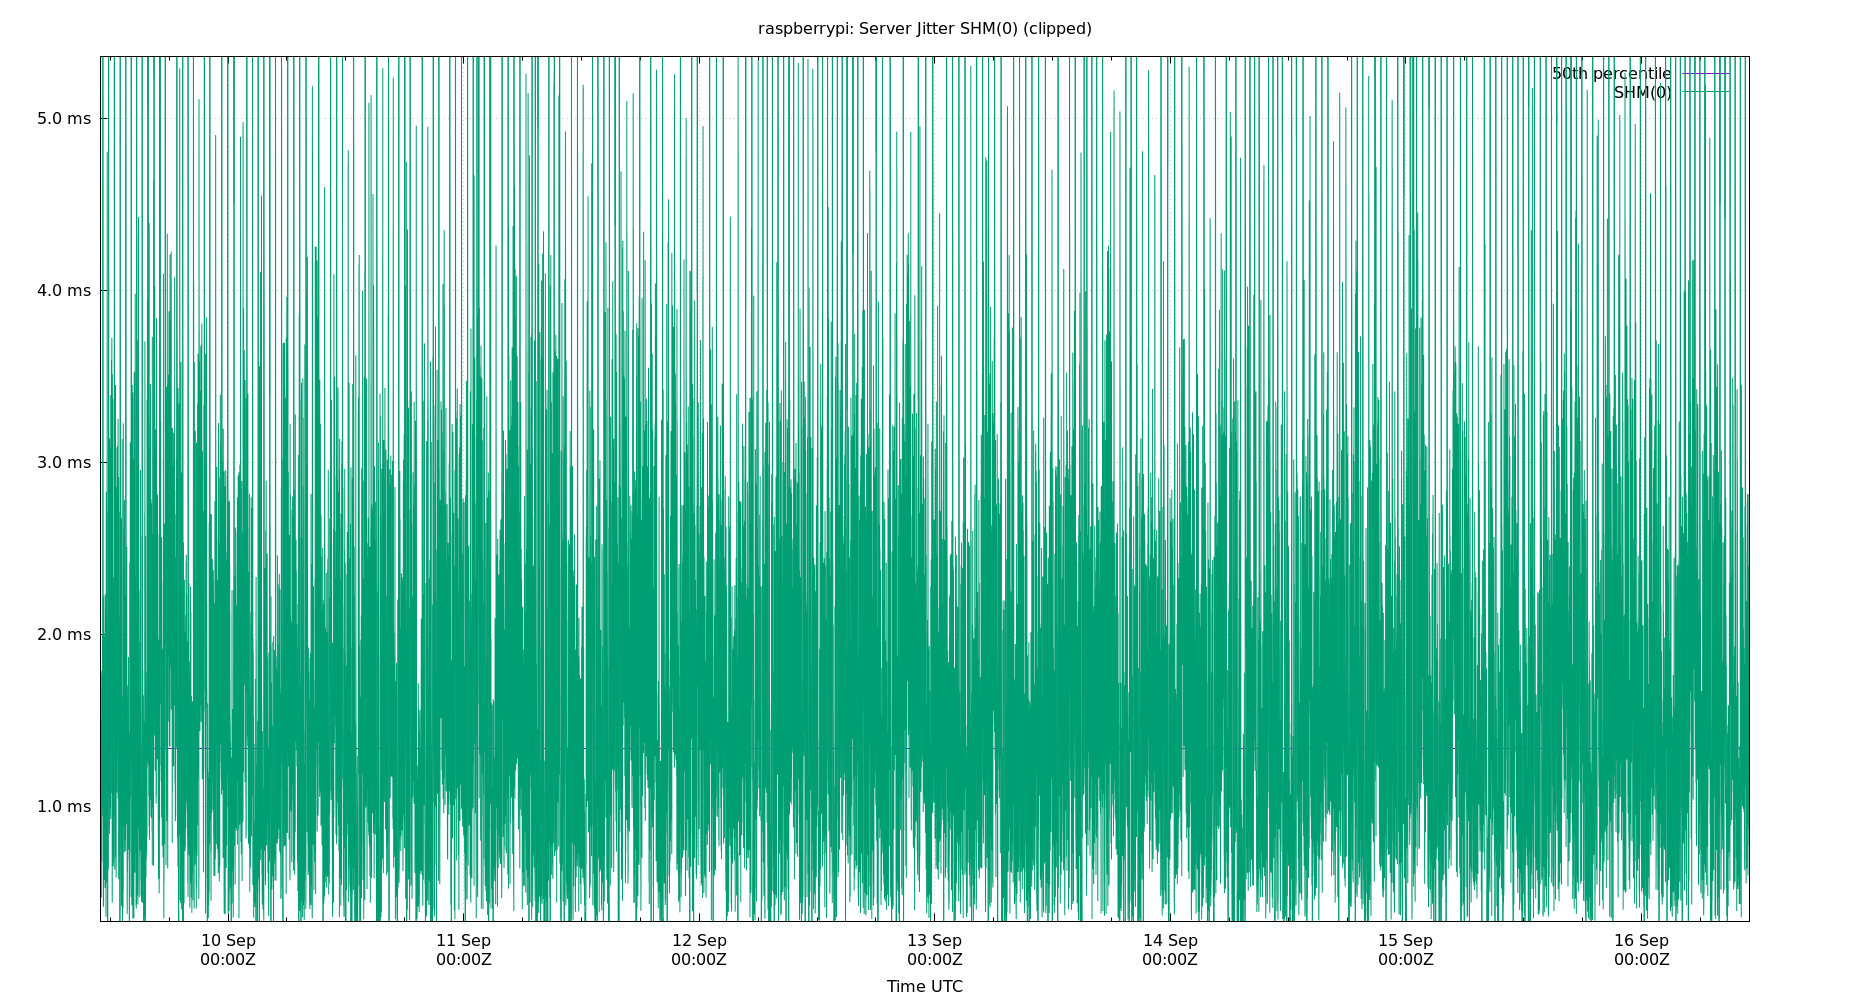 raspberrypi: Server Jitter SHM(0) (clipped)
50th percentile
SHM(0)
5.0 ms
4.0 ms
3.0 ms
2.0 ms
1.0 ms
10 Sep
00:00Z
11 Sep
00:00Z
12 Sep
00:00Z
13 Sep
00:00Z
14 Sep
00:00Z
15 Sep
00:00Z
16 Sep
00:00Z
Time UTC